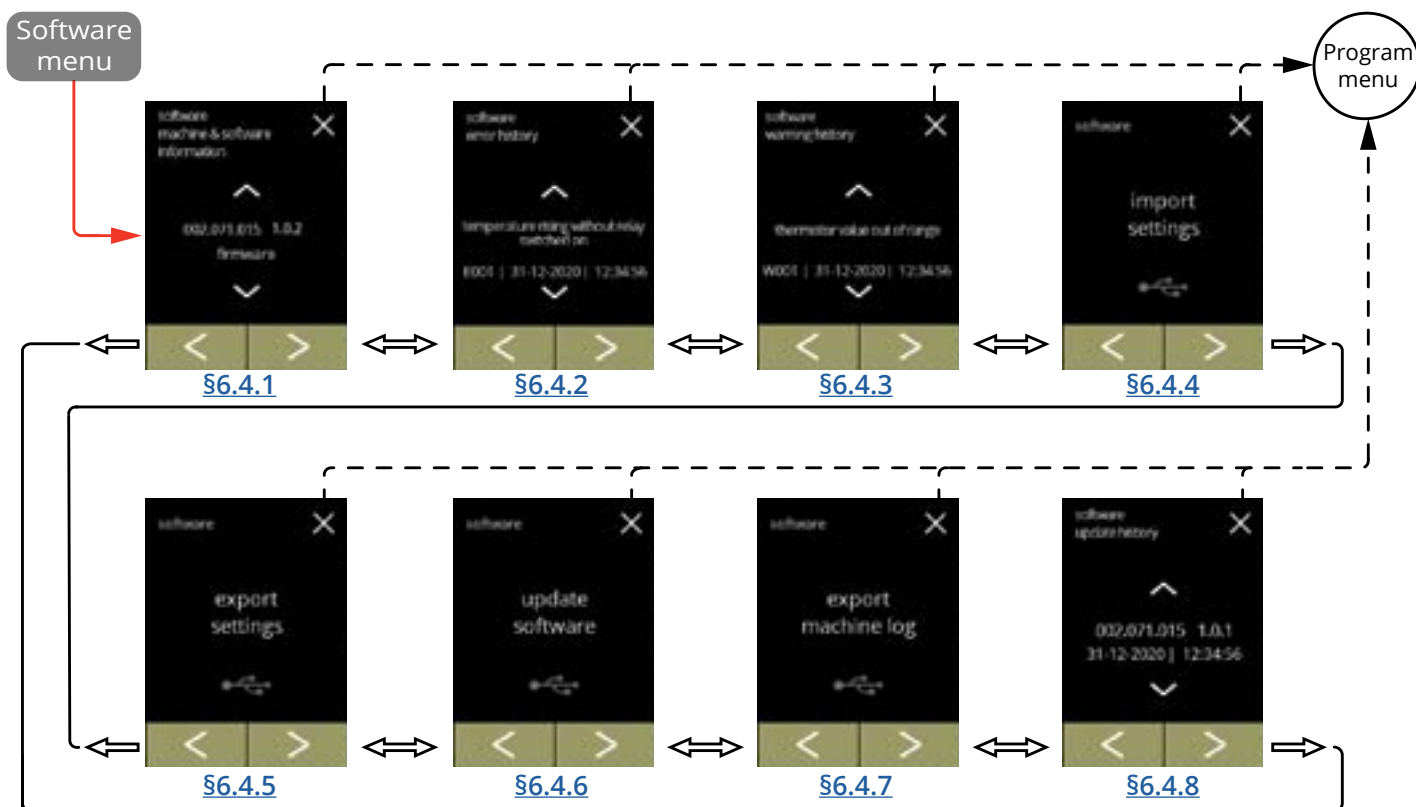 Software
menu
Program
menu
software
machine & software
information
002.071.015 1.0.2
firmware
§6.4.1
software
error history
temperature rising without relay
switched on
E001 | 31-12-2020 | 12:34:56
§6.4.2
software
warning history
thermistor value out of range
W001 | 31-12-2020 | 12:34:56
§6.4.3
software
import
settings
§6.4.4
software
export
settings
§6.4.5
software
update
software
§6.4.6
software
export
machine log
§6.4.7
software
update history
002.071.015 1.0.1
31-12-2020 | 12:34:56
§6.4.8